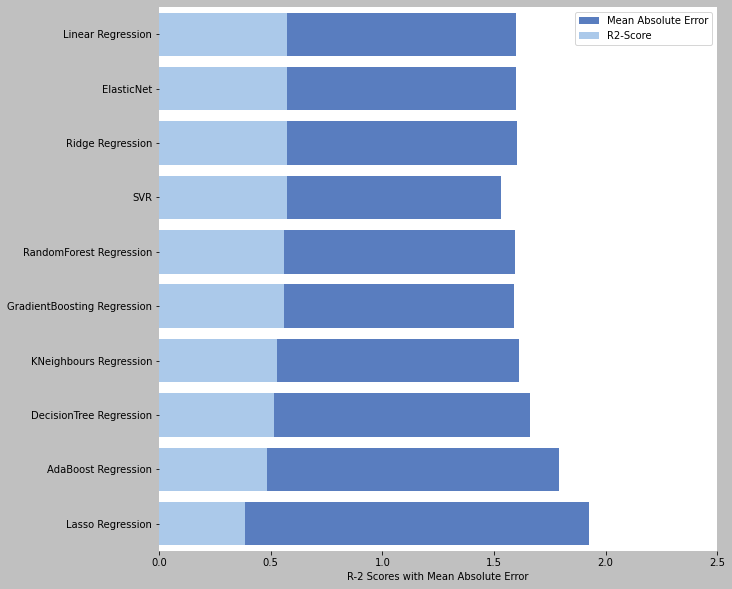 Mean Absolute Error
R2-Score
Linear Regression
ElasticNet
Ridge Regression
SVR
RandomForest Regression
GradientBoosting Regression
KNeighbours Regression
DecisionTree Regression
AdaBoost Regression
Lasso Regression
0.0 0.5 1.0 1.5 2.0 2.5
R-2 Scores with Mean Absolute Error